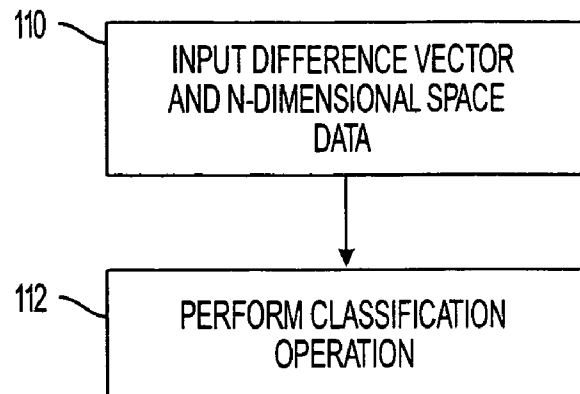 110
INPUT DIFFERENCE VECTOR
AND N-DIMENSIONAL SPACE
DATA
112
PERFORM CLASSIFICATION
OPERATION